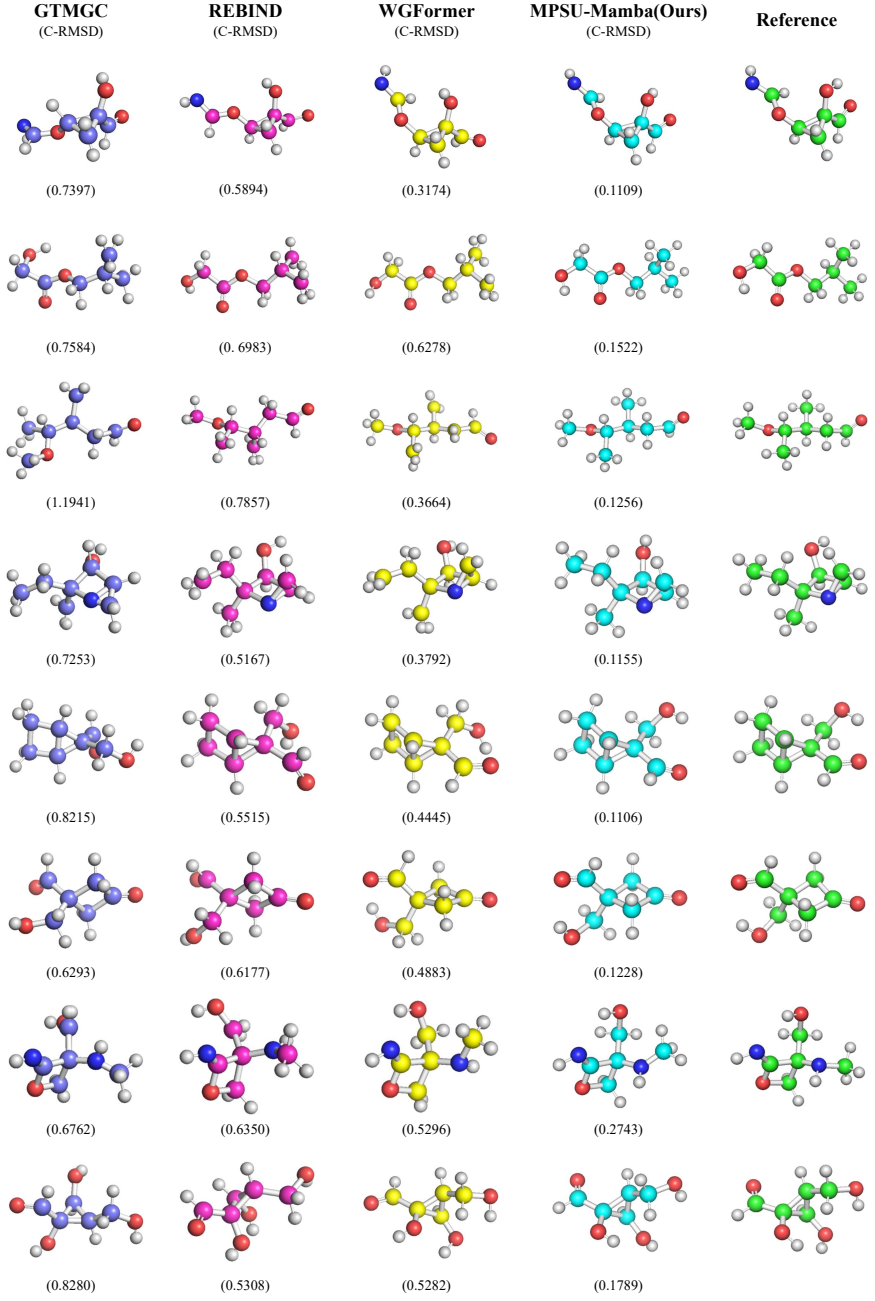 GTMGC REBIND WGFormer MPSU-Mamba(Ours) Reference
(C-RMSD) (C-RMSD) (C-RMSD) (C-RMSD)
(0.7397) (0.5894) (0.3174) (0.1109)
(0.7584) (0. 6983) (0.6278) (0.1522)
(1.1941) (0.7857) (0.3664) (0.1256)
(0.7253) (0.5167) (0.3792) (0.1155)
(0.8215) (0.5515) (0.4445) (0.1106)
(0.6293) (0.6177) (0.4883) (0.1228)
(0.6762) (0.6350) (0.5296) (0.2743)
(0.8280) (0.5308) (0.5282) (0.1789)